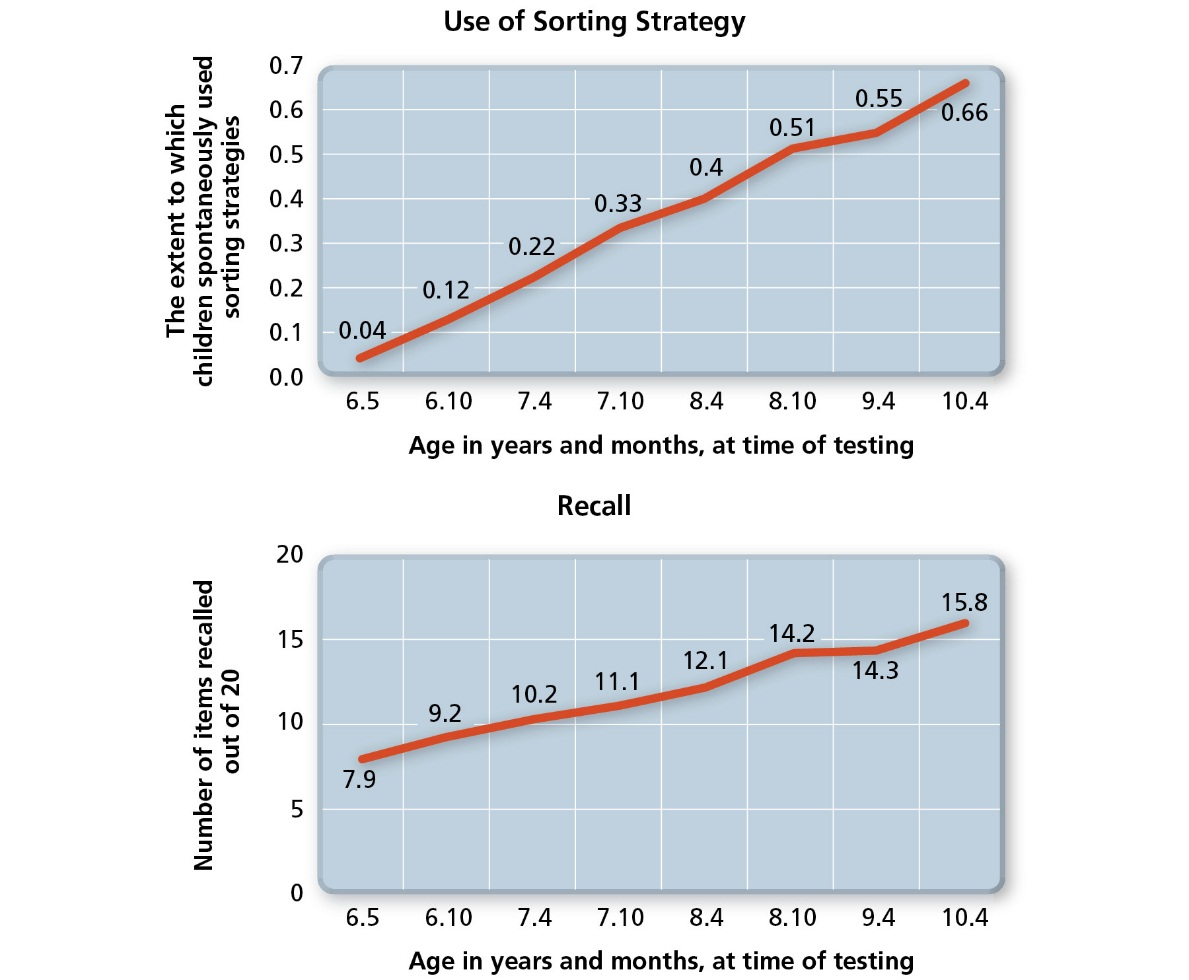 Use of Sorting Strategy
The extent to which
children spontaneously used
sorting strategies
0.7
0.6
0.5
0.4
0.3
0.2
0.1
0.0
0.04
0.12
0.22
0.33
0.4
0.51
0.55
0.66
6.5 6.10 7.4 7.10 8.4 8.10 9.4 10.4
Age in years and months, at time of testing
Recall
Number of items recalled
out of 20
20
15
10
5
0
7.9
9.2
10.2
11.1
12.1
14.2
14.3
15.8
6.5 6.10 7.4 7.10 8.4 8.10 9.4 10.4
Age in years and months, at time of testing